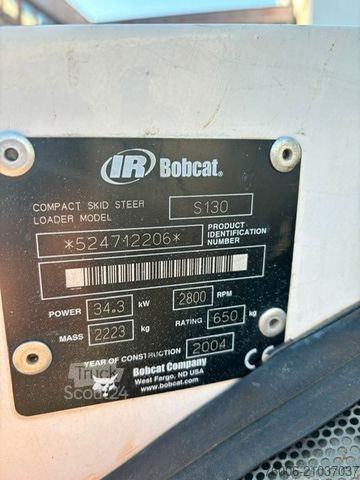 IR Bobcat®
COMPACT SKID STEER LOADER MODEL S130
*524712206* PRODUCT IDENTIFICATION NUMBER
POWER 34.3 kW 2800 RPM
MASS 2223 kg RATING 650 kg
YEAR OF CONSTRUCTION 2004 CE
Bobcat Company
West Fargo, ND USA
www.bobcat.com
Truck
Scout24